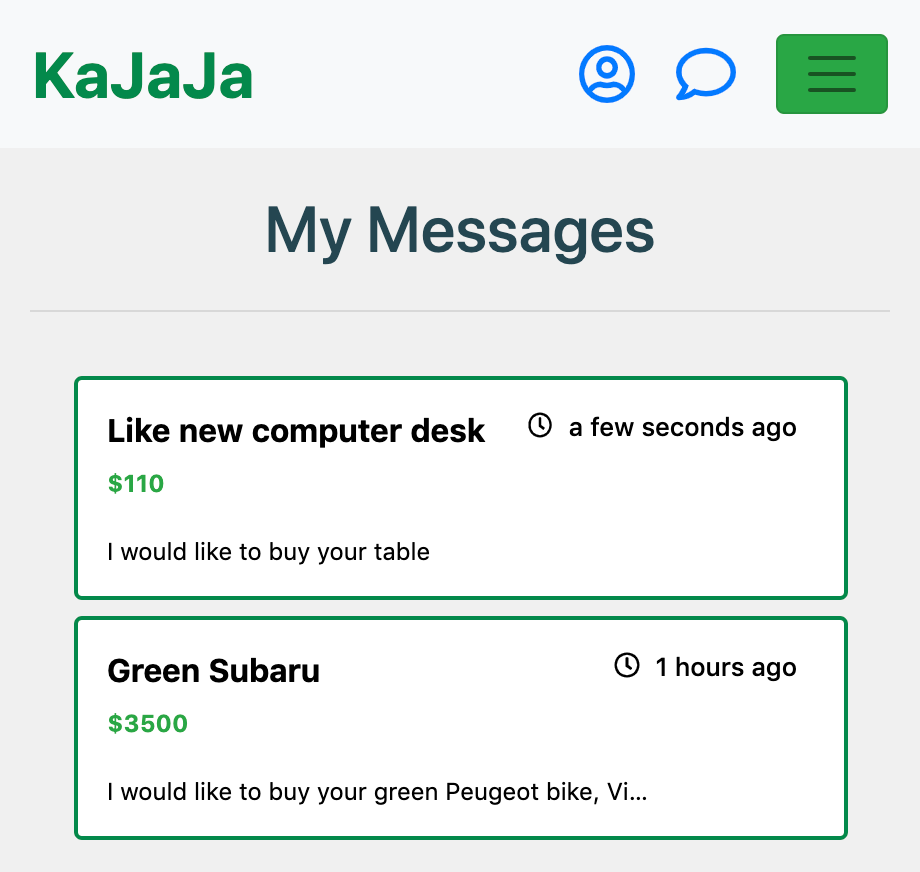 KaJaJa
My Messages
Like new computer desk
a few seconds ago
$110
I would like to buy your table
Green Subaru
1 hours ago
$3500
I would like to buy your green Peugeot bike, Vi...